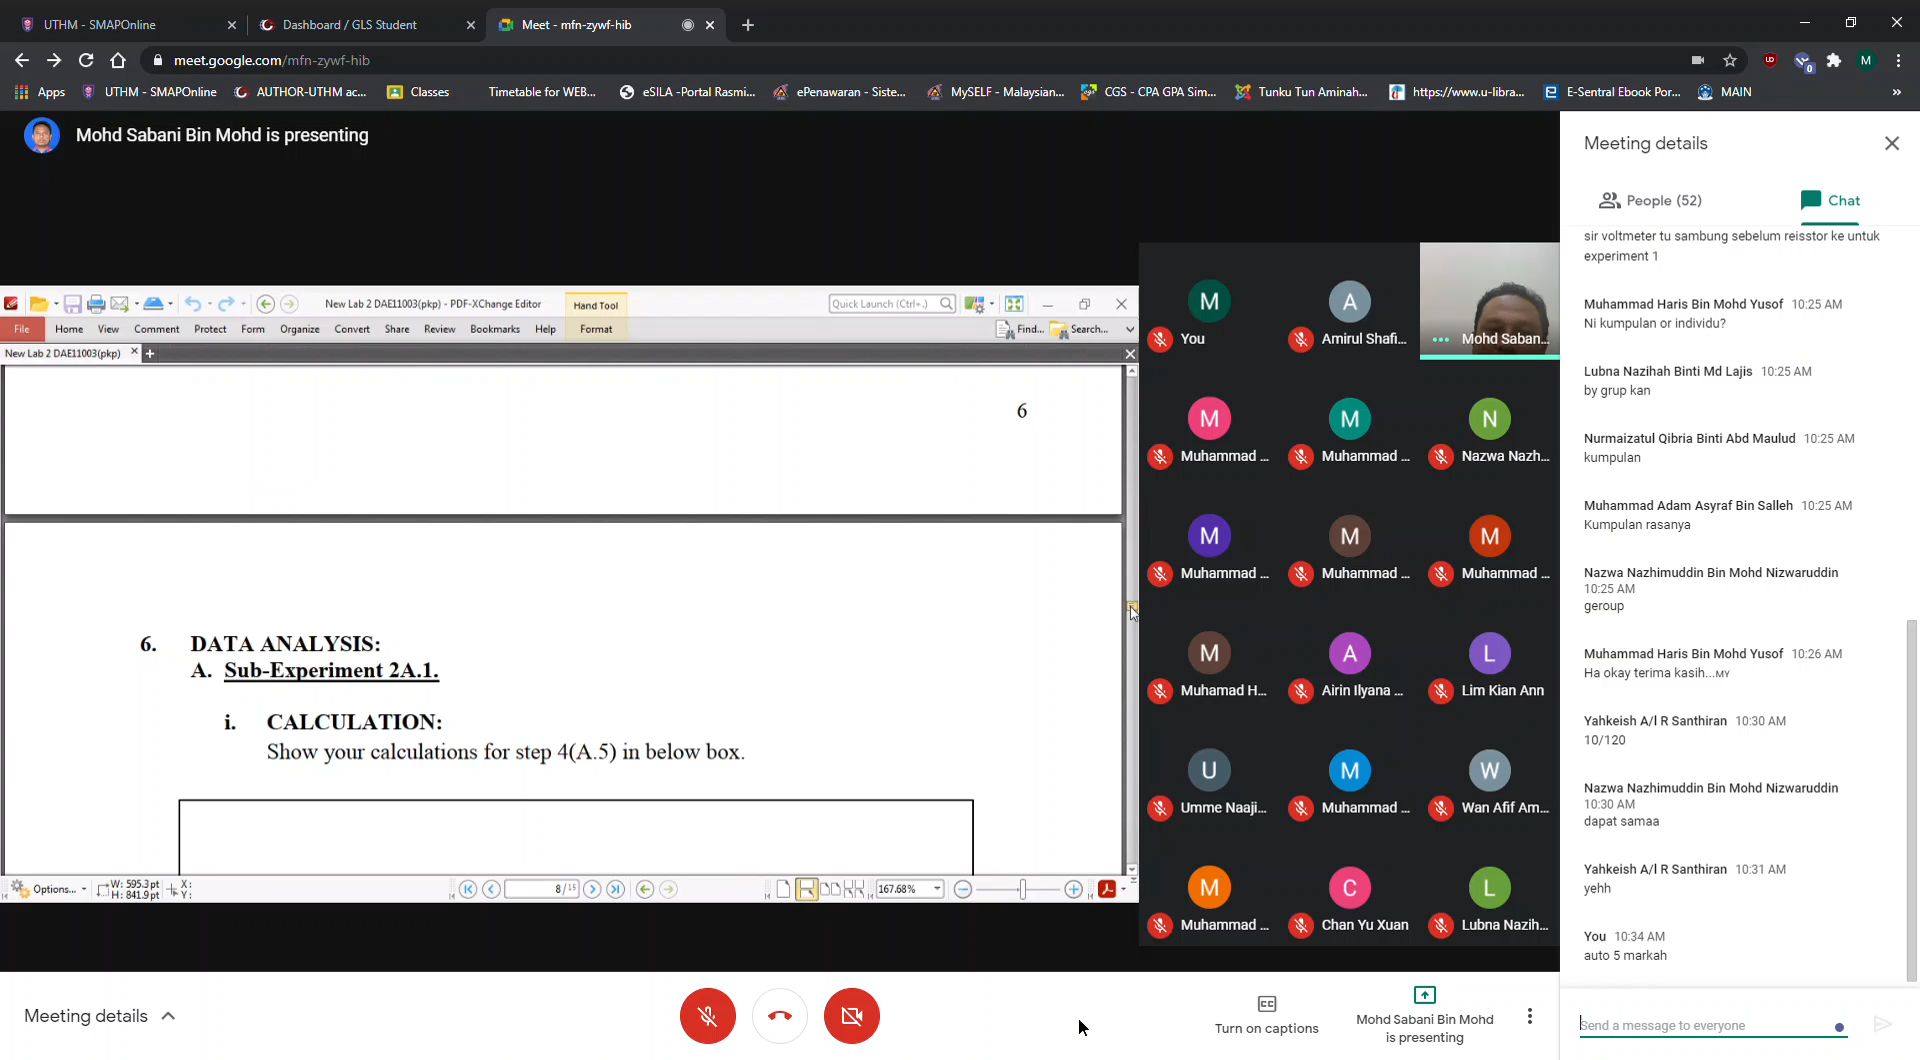 UTHM - SMAPOnline
Dashboard / GLS Student
Meet - mfn-zywf-hib
meet.google.com/mfn-zywf-hib
UD
0
M
Apps
UTHM - SMAPOnline
AUTHOR-UTHM ac...
Classes
Timetable for WEB...
eSILA -Portal Rasmi...
ePenawaran - Siste...
MySELF - Malaysian...
CGS - CPA GPA Sim...
Tunku Tun Aminah...
https://www.u-libra...
E-Sentral Ebook Por...
MAIN
»
Mohd Sabani Bin Mohd is presenting
New Lab 2 DAE11003(pkp) - PDF-XChange Editor
Hand Tool
Quick Launch (Ctrl+.)
File
Home
View
Comment
Protect
Form
Organize
Convert
Share
Review
Bookmarks
Help
Format
Find...
Search...
New Lab 2 DAE11003(pkp)
6
6. DATA ANALYSIS:
A. Sub-Experiment 2A.1.
i. CALCULATION:
Show your calculations for step 4(A.5) in below box.
Options...
W: 595.3pt
H: 841.9pt
X:
Y:
8 / 15
167.68%
M
You
A
Amirul Shafi...
Mohd Saban...
M
Muhammad ...
M
Muhammad ...
N
Nazwa Nazh...
M
Muhammad ...
M
Muhammad ...
M
Muhammad ...
M
Muhamad H...
A
Airin Ilyana ...
L
Lim Kian Ann
U
Umme Naaji...
M
Muhammad ...
W
Wan Afif Am...
M
Muhammad ...
C
Chan Yu Xuan
L
Lubna Nazih...
Meeting details
People (52)
Chat
sir voltmeter tu sambung sebelum reisstor ke untuk
experiment 1
Muhammad Haris Bin Mohd Yusof 10:25 AM
Ni kumpulan or individu?
Lubna Nazihah Binti Md Lajis 10:25 AM
by grup kan
Nurmaizatul Qibria Binti Abd Maulud 10:25 AM
kumpulan
Muhammad Adam Asyraf Bin Salleh 10:25 AM
Kumpulan rasanya
Nazwa Nazhimuddin Bin Mohd Nizwaruddin
10:25 AM
geroup
Muhammad Haris Bin Mohd Yusof 10:26 AM
Ha okay terima kasih...MY
Yahkeish A/l R Santhiran 10:30 AM
10/120
Nazwa Nazhimuddin Bin Mohd Nizwaruddin
10:30 AM
dapat samaa
Yahkeish A/l R Santhiran 10:31 AM
yehh
You 10:34 AM
auto 5 markah
Send a message to everyone
Meeting details
Turn on captions
Mohd Sabani Bin Mohd
is presenting